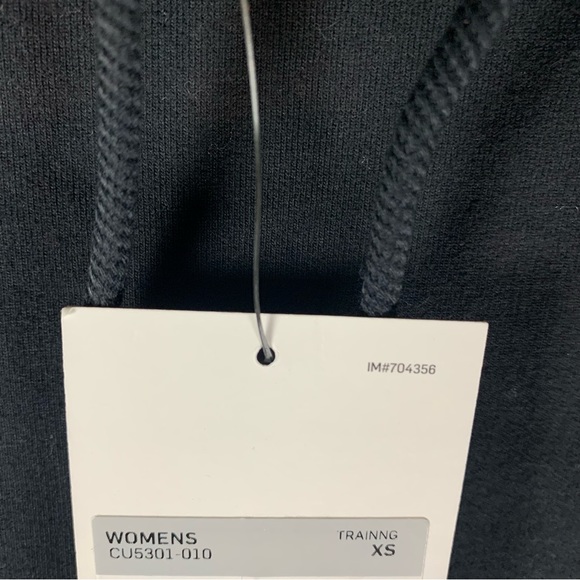 IM#704356
WOMENS TRAINNG
CU5301-010 XS